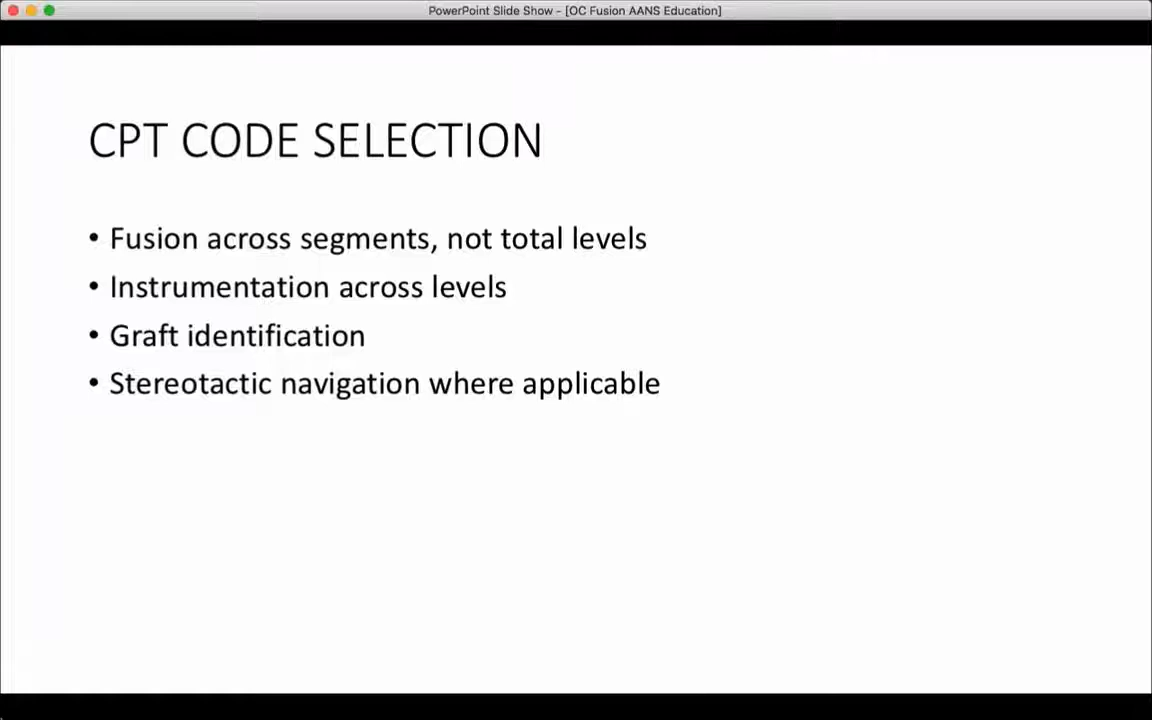 PowerPoint Slide Show - [OC Fusion AANS Education]
CPT CODE SELECTION
• Fusion across segments, not total levels
• Instrumentation across levels
• Graft identification
• Stereotactic navigation where applicable